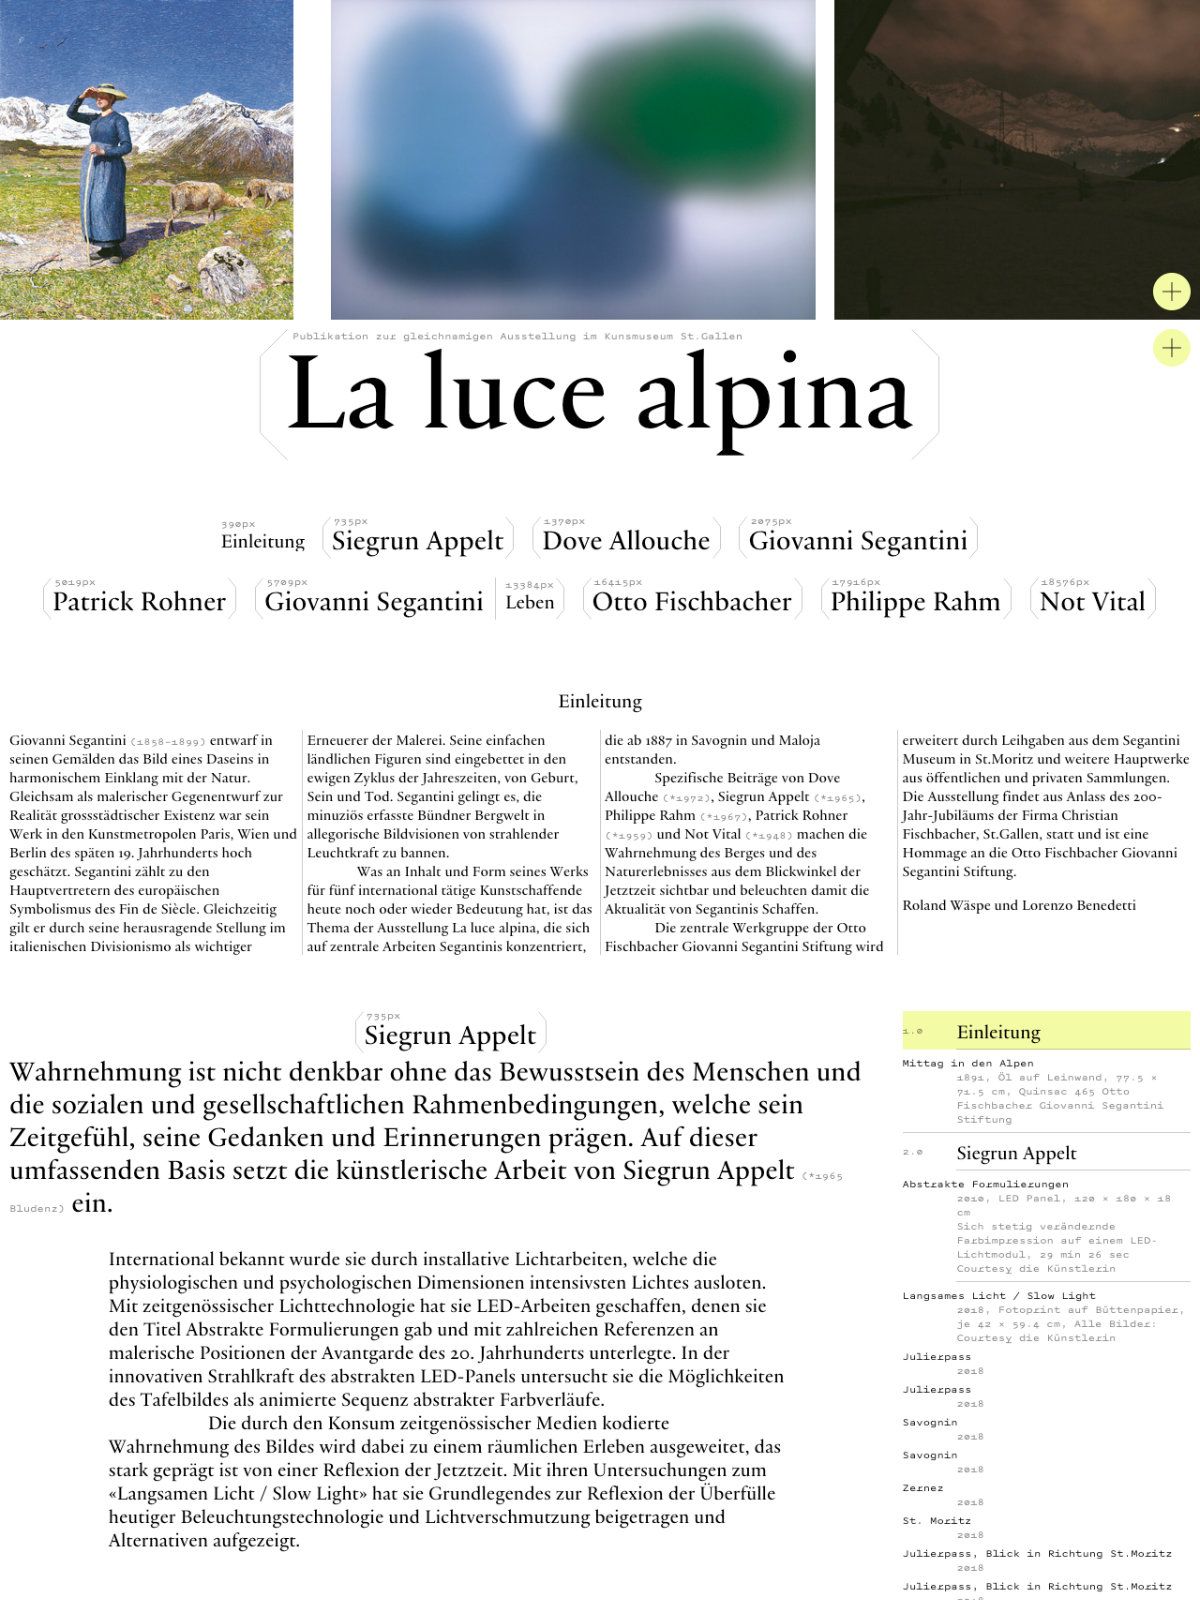 Publikation zur gleichnamigen Ausstellung im Kunsmuseum St.Gallen
La luce alpina
390px
Einleitung
735px
Siegrun Appelt
1370px
Dove Allouche
2075px
Giovanni Segantini
5019px
Patrick Rohner
5709px
Giovanni Segantini
13384px
Leben
16415px
Otto Fischbacher
17916px
Philippe Rahm
18576px
Not Vital
Einleitung
Giovanni Segantini (1858–1899) entwarf in
seinen Gemälden das Bild eines Daseins in
harmonischem Einklang mit der Natur.
Gleichsam als malerischer Gegenentwurf zur
Realität grossstädtischer Existenz war sein
Werk in den Kunstmetropolen Paris, Wien und
Berlin des späten 19. Jahrhunderts hoch
geschätzt. Segantini zählt zu den
Hauptvertretern des europäischen
Symbolismus des Fin de Siècle. Gleichzeitig
gilt er durch seine herausragende Stellung im
italienischen Divisionismo als wichtiger
Erneuerer der Malerei. Seine einfachen
ländlichen Figuren sind eingebettet in den
ewigen Zyklus der Jahreszeiten, von Geburt,
Sein und Tod. Segantini gelingt es, die
minuziös erfasste Bündner Bergwelt in
allegorische Bildvisionen von strahlender
Leuchtkraft zu bannen.
Was an Inhalt und Form seines Werks
für fünf international tätige Kunstschaffende
heute noch oder wieder Bedeutung hat, ist das
Thema der Ausstellung La luce alpina, die sich
auf zentrale Arbeiten Segantinis konzentriert,
die ab 1887 in Savognin und Maloja
entstanden.
Spezifische Beiträge von Dove
Allouche (*1972), Siegrun Appelt (*1965),
Philippe Rahm (*1967), Patrick Rohner
(*1959) und Not Vital (*1948) machen die
Wahrnehmung des Berges und des
Naturerlebnisses aus dem Blickwinkel der
Jetztzeit sichtbar und beleuchten damit die
Aktualität von Segantinis Schaffen.
Die zentrale Werkgruppe der Otto
Fischbacher Giovanni Segantini Stiftung wird
erweitert durch Leihgaben aus dem Segantini
Museum in St.Moritz und weitere Hauptwerke
aus öffentlichen und privaten Sammlungen.
Die Ausstellung findet aus Anlass des 200-
Jahr-Jubiläums der Firma Christian
Fischbacher, St.Gallen, statt und ist eine
Hommage an die Otto Fischbacher Giovanni
Segantini Stiftung.
Roland Wäspe und Lorenzo Benedetti
735px
Siegrun Appelt
Wahrnehmung ist nicht denkbar ohne das Bewusstsein des Menschen und
die sozialen und gesellschaftlichen Rahmenbedingungen, welche sein
Zeitgefühl, seine Gedanken und Erinnerungen prägen. Auf dieser
umfassenden Basis setzt die künstlerische Arbeit von Siegrun Appelt (*1965
Bludenz) ein.
International bekannt wurde sie durch installative Lichtarbeiten, welche die
physiologischen und psychologischen Dimensionen intensivsten Lichtes ausloten.
Mit zeitgenössischer Lichttechnologie hat sie LED-Arbeiten geschaffen, denen sie
den Titel Abstrakte Formulierungen gab und mit zahlreichen Referenzen an
malerische Positionen der Avantgarde des 20. Jahrhunderts unterlegte. In der
innovativen Strahlkraft des abstrakten LED-Panels untersucht sie die Möglichkeiten
des Tafelbildes als animierte Sequenz abstrakter Farbverläufe.
Die durch den Konsum zeitgenössischer Medien kodierte
Wahrnehmung des Bildes wird dabei zu einem räumlichen Erleben ausgeweitet, das
stark geprägt ist von einer Reflexion der Jetztzeit. Mit ihren Untersuchungen zum
«Langsamen Licht / Slow Light» hat sie Grundlegendes zur Reflexion der Überfülle
heutiger Beleuchtungstechnologie und Lichtverschmutzung beigetragen und
Alternativen aufgezeigt.
1.0 Einleitung
Mittag in den Alpen
1891, Öl auf Leinwand, 77.5 ×
71.5 cm, Quinsac 465 Otto
Fischbacher Giovanni Segantini
Stiftung
2.0 Siegrun Appelt
Abstrakte Formulierungen
2010, LED Panel, 120 × 180 × 18
cm
Sich stetig verändernde
Farbimpression auf einem LED-
Lichtmodul, 29 min 26 sec
Courtesy die Künstlerin
Langsames Licht / Slow Light
2018, Fotoprint auf Büttenpapier,
je 42 × 59.4 cm, Alle Bilder:
Courtesy die Künstlerin
Julierpass
2018
Julierpass
2018
Savognin
2018
Savognin
2018
Zernez
2018
St. Moritz
2018
Julierpass, Blick in Richtung St.Moritz
2018
Julierpass, Blick in Richtung St.Moritz